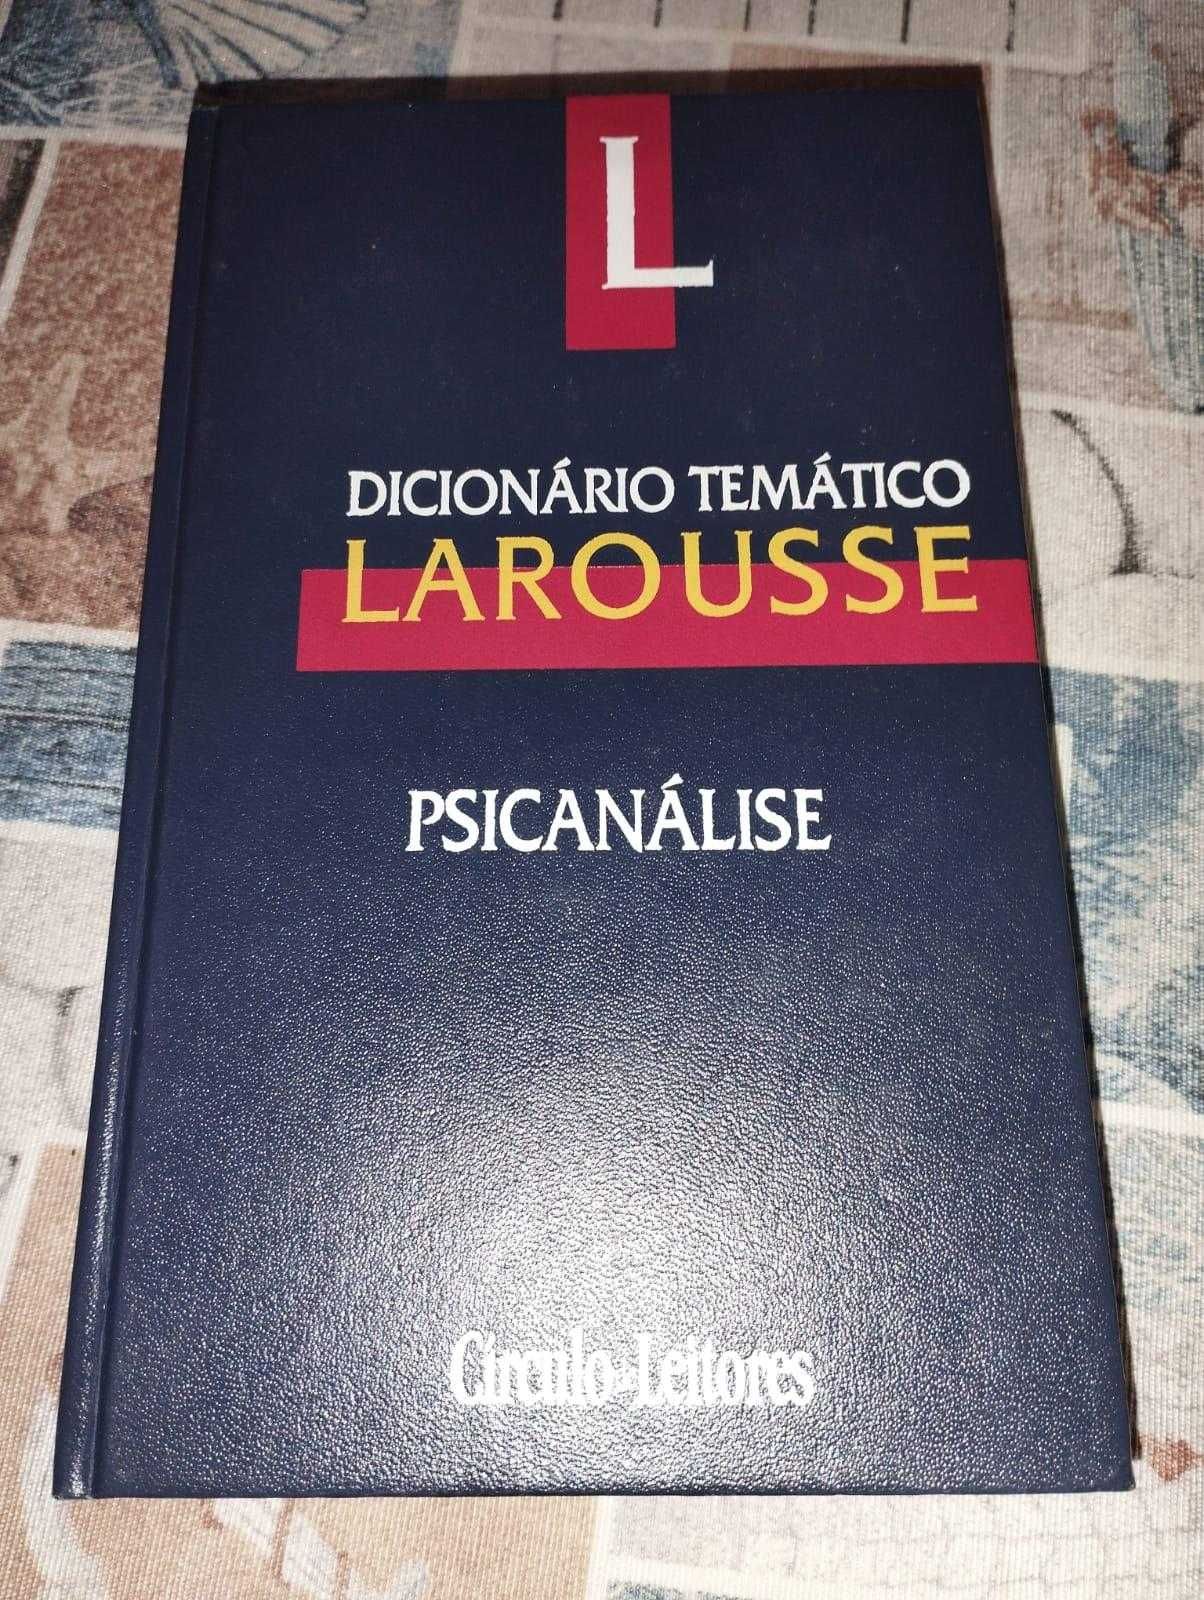 L
DICIONÁRIO TEMÁTICO
LAROUSSE
PSICANÁLISE
Círculo de Leitores